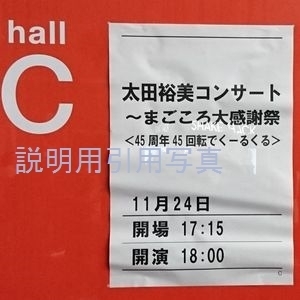 hall
C
太田裕美コンサート
～まごころ大感謝祭
＜45周年45回転でくーるくる＞
説明用引用写真
11月24日
開場 17:15
開演 18:00